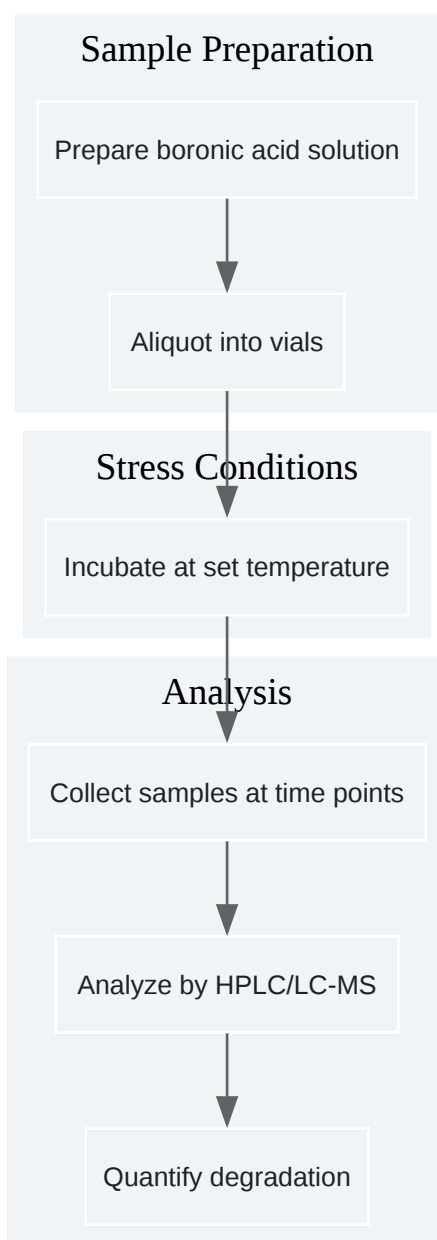 Sample Preparation
Prepare boronic acid solution
Aliquot into vials
Stress Conditions
Incubate at set temperature
Analysis
Collect samples at time points
Analyze by HPLC/LC-MS
Quantify degradation